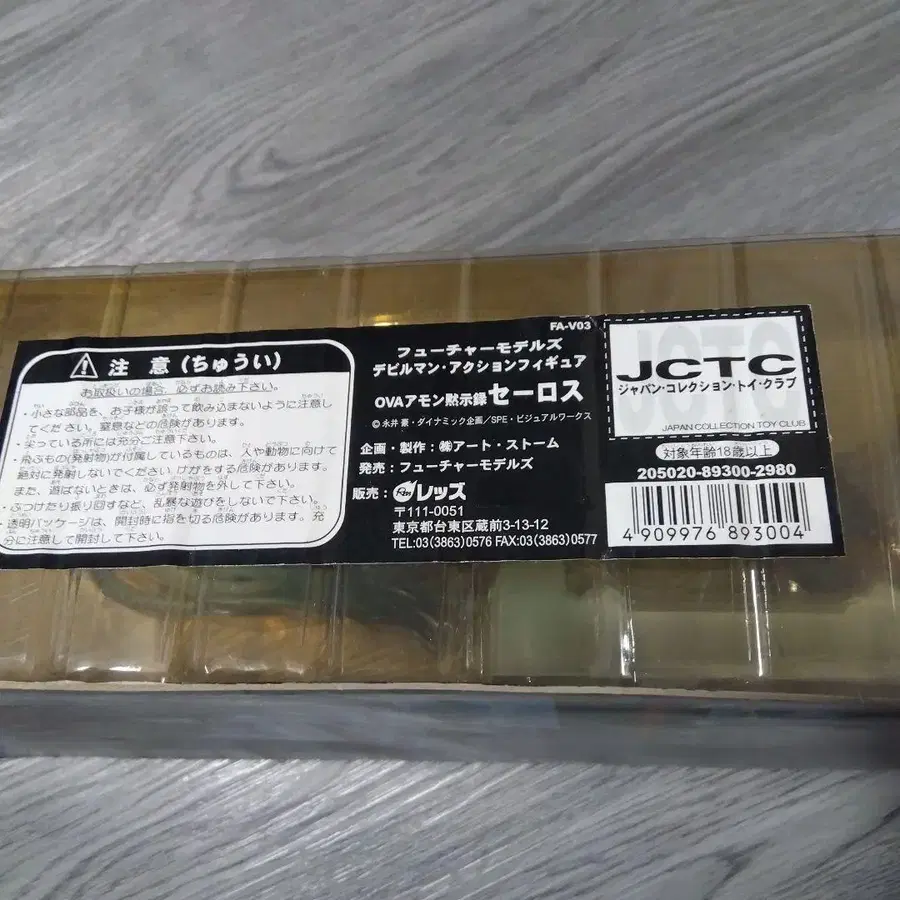 注 意 (ちゅうい)
お取扱いの場合、必ずお読み下さい。
・小さな部品を、お子様が誤って飲み込まないように注意し
てください。窒息などの危険があります。
・尖っている所には充分ご注意下さい。
・飛ぶもの(発射物)が付属しているものは、人や動物に向けて
絶対に発射しないでください。けがをする危険があります。
また、遊ばないときは、必ず発射物を外して下さい。
・ふつけたり振り回すなど、乱暴な遊びをしないで下さい。
・透明パッケージは、開封時に指を切る危険があります。充
分に注意して開封して下さい。
FA-V03
フューチャーモデルズ
デビルマン・アクションフィギュア
OVAアモン黙示録 セーロス
© 永井 豪・ダイナミック企画/SPE・ビジュアルワークス
企画・製作:㈱アート・ストーム
発売:フューチャーモデルズ
販売: レッズ
〒111-0051
東京都台東区蔵前3-13-12
TEL:03(3863)0576 FAX:03(3863)0577
JCTC
ジャパン・コレクション・トイ・クラブ
JAPAN COLLECTION TOY CLUB
対象年齢18歳以上
205020-89300-2980
4 909976 893004